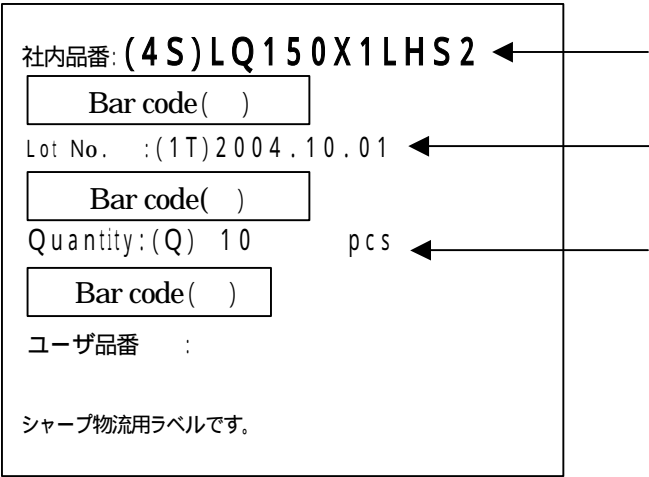 社内品番:(4S)LQ150X1LHS2
Bar code(　)
Lot No.　:(1T)2004.10.01
Bar code(　)
Quantity:(Q) 10　pcs
Bar code(　)
ユーザ品番　:
シャープ物流用ラベルです。